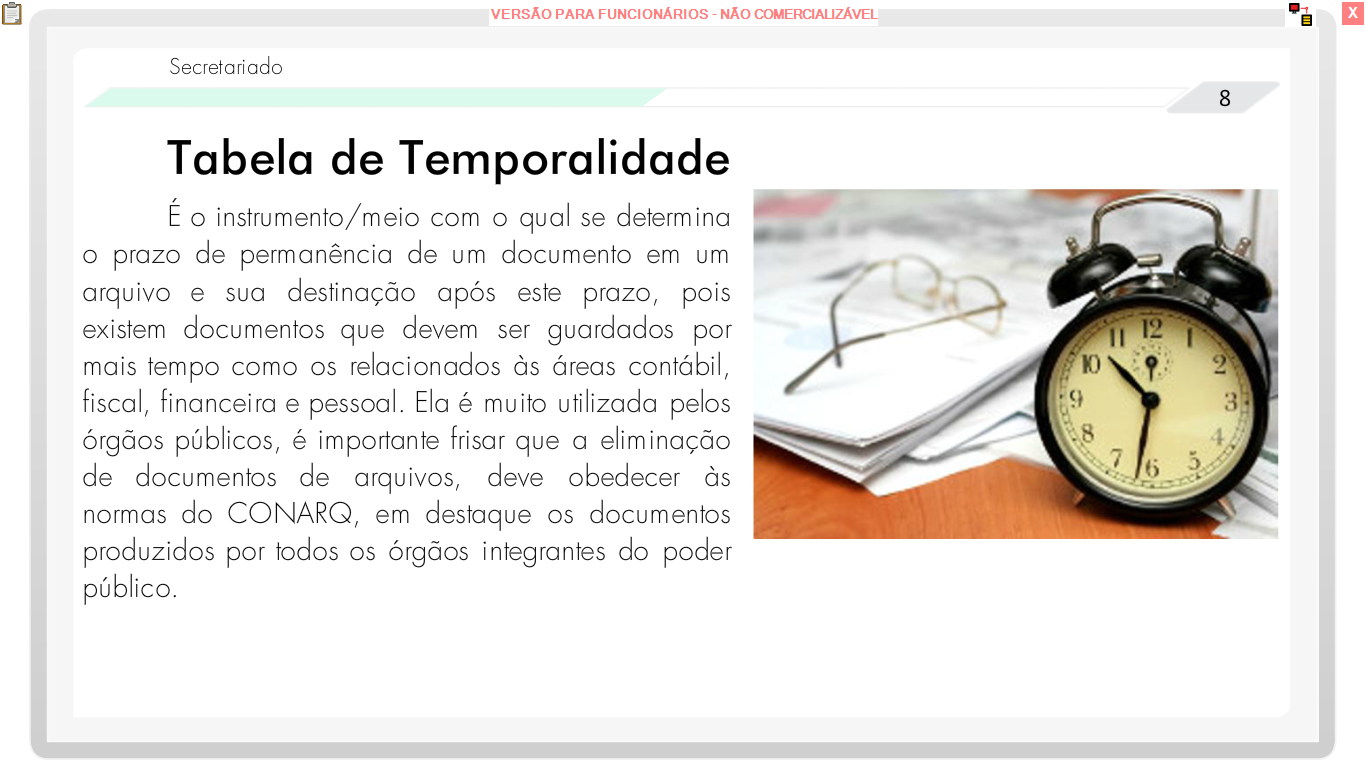 VERSÃO PARA FUNCIONÁRIOS - NÃO COMERCIALIZÁVEL
X
Secretariado
8
Tabela de Temporalidade
É o instrumento/meio com o qual se determina
o prazo de permanência de um documento em um
arquivo e sua destinação após este prazo, pois
existem documentos que devem ser guardados por
mais tempo como os relacionados às áreas contábil,
fiscal, financeira e pessoal. Ela é muito utilizada pelos
órgãos públicos, é importante frisar que a eliminação
de documentos de arquivos, deve obedecer às
normas do CONARQ, em destaque os documentos
produzidos por todos os órgãos integrantes do poder
público.
11 12 1
10 2
9 3
8 4
7 6 5